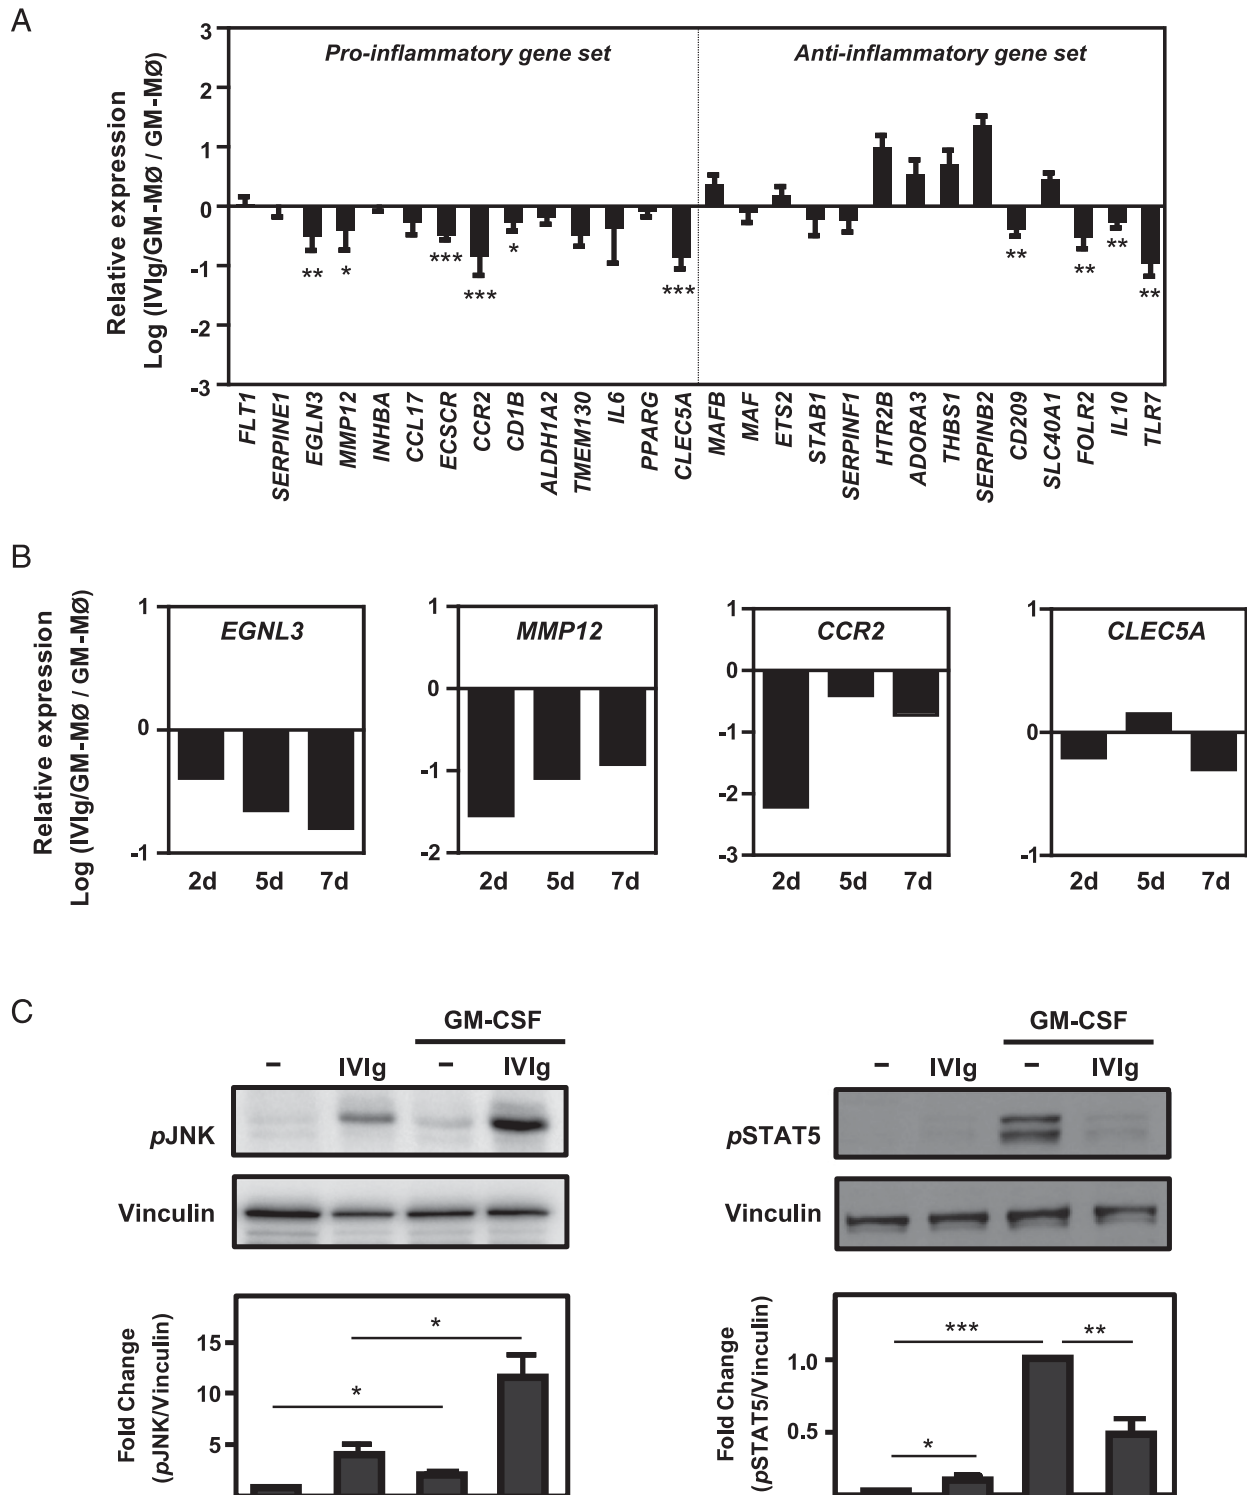 A
Relative expression
Log (IVIg/GM-MØ / GM-MØ)
3
2
1
0
-1
-2
-3
Pro-inflammatory gene set
Anti-inflammatory gene set
**
*
***
***
*
***
**
**
**
**
FLT1
SERPINE1
EGLN3
MMP12
INHBA
CCL17
ECSCR
CCR2
CD1B
ALDH1A2
TMEM130
IL6
PPARG
CLEC5A
MAFB
MAF
ETS2
STAB1
SERPINF1
HTR2B
ADORA3
THBS1
SERPINB2
CD209
SLC40A1
FOLR2
IL10
TLR7
B
Relative expression
Log (IVIg/GM-MØ / GM-MØ)
1
0
-1
EGNL3
2d 5d 7d
1
0
-1
-2
MMP12
2d 5d 7d
1
0
-1
-2
-3
CCR2
2d 5d 7d
1
0
-1
CLEC5A
2d 5d 7d
C
GM-CSF
– IVIg – IVIg
pJNK
Vinculin
Fold Change
(pJNK/Vinculin)
15
10
5
*
*
GM-CSF
– IVIg – IVIg
pSTAT5
Vinculin
Fold Change
(pSTAT5/Vinculin)
1.0
0.5
***
**
*